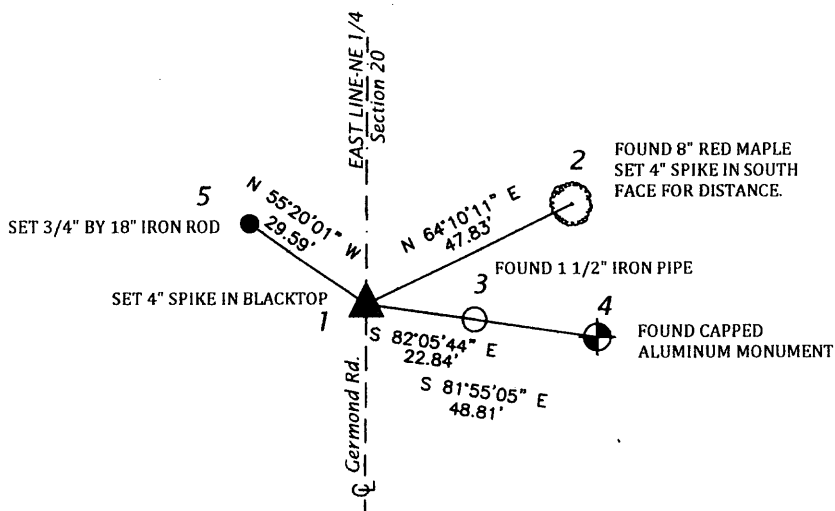 EAST LINE-NE 1/4
Section 20
2
FOUND 8" RED MAPLE
SET 4" SPIKE IN SOUTH
FACE FOR DISTANCE.
5
SET 3/4" BY 18" IRON ROD
N 55°20'01" W
29.59'
N 64°10'11" E
47.83'
FOUND 1 1/2" IRON PIPE
3
SET 4" SPIKE IN BLACKTOP
1
4
FOUND CAPPED
ALUMINUM MONUMENT
S 82°05'44" E
22.84'
S 81°55'05" E
48.81'
℄ Germond Rd.